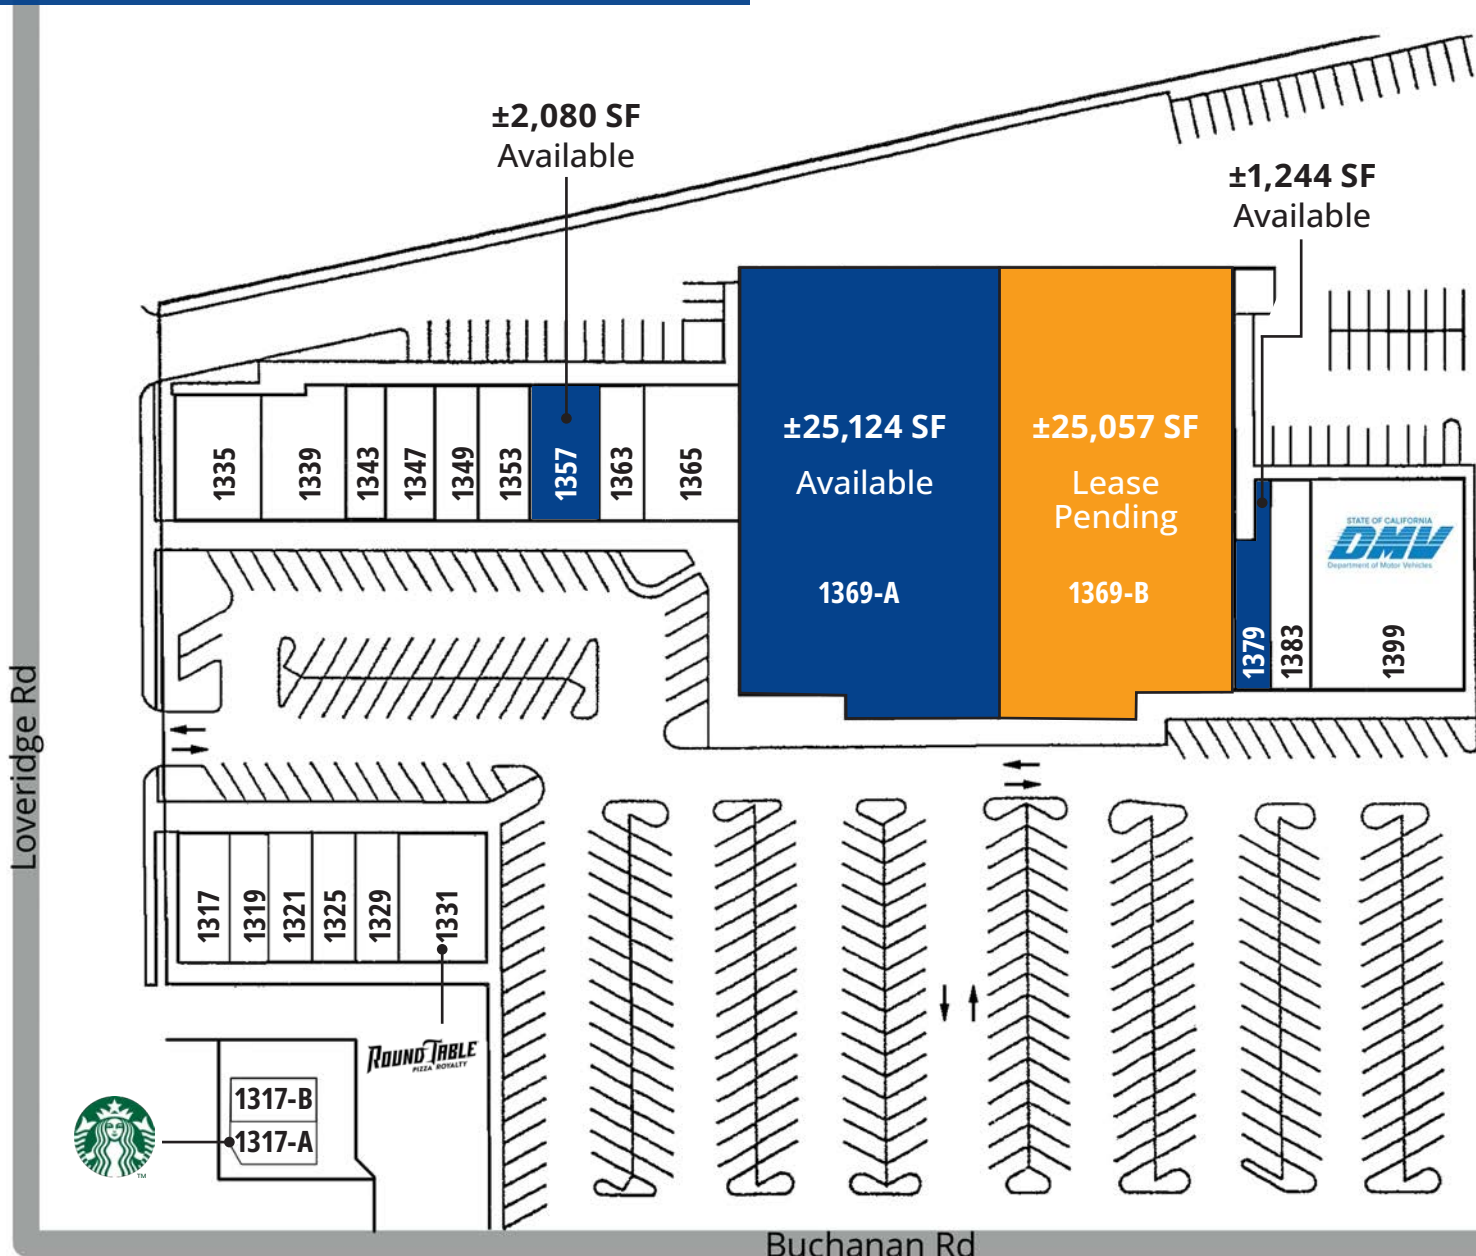 ±2,080 SF
Available
±1,244 SF
Available
±25,124 SF
Available
1369-A
±25,057 SF
Lease
Pending
1369-B
1335
1339
1343
1347
1349
1353
1357
1363
1365
STATE OF CALIFORNIA
DMV
Department of Motor Vehicles
1379
1383
1399
Loveridge Rd
1317
1319
1321
1325
1329
1331
ROUND TABLE
PIZZA ROYALTY
1317-B
1317-A
TM
Buchanan Rd